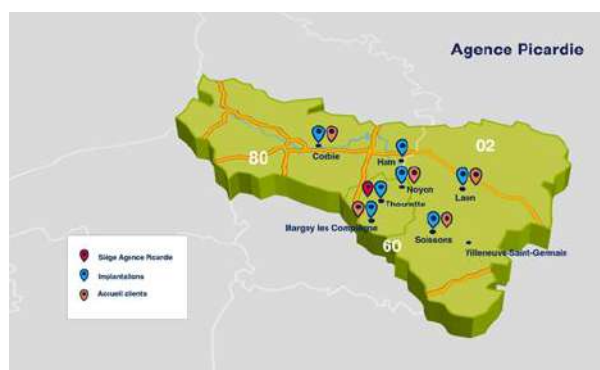 Agence Picardie
02
80
Corbie
Ham
Noyon
Laon
Thourotte
Margny les Compiègne
Soissons
60
Villeneuve-Saint-Germain
Siège Agence Picardie
Implantations
Accueil clients